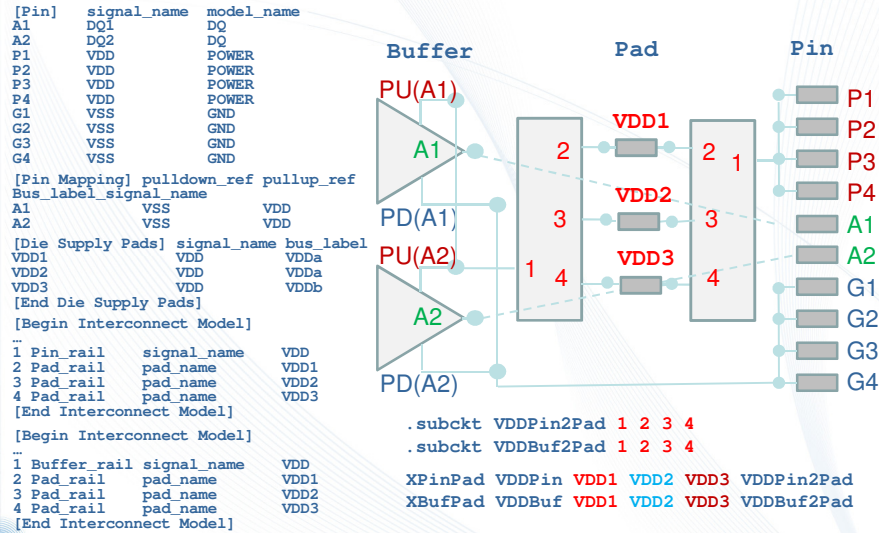 [Pin] signal_name model_name
A1 DQ1 DQ
A2 DQ2 DQ
P1 VDD POWER
P2 VDD POWER
P3 VDD POWER
P4 VDD POWER
G1 VSS GND
G2 VSS GND
G3 VSS GND
G4 VSS GND
[Pin Mapping] pulldown_ref pullup_ref
Bus_label_signal_name
A1 VSS VDD
A2 VSS VDD
[Die Supply Pads] signal_name bus_label
VDD1 VDD VDDa
VDD2 VDD VDDa
VDD3 VDD VDDb
[End Die Supply Pads]
[Begin Interconnect Model]
…
1 Pin_rail signal_name VDD
2 Pad_rail pad_name VDD1
3 Pad_rail pad_name VDD2
4 Pad_rail pad_name VDD3
[End Interconnect Model]
[Begin Interconnect Model]
…
1 Buffer_rail signal_name VDD
2 Pad_rail pad_name VDD1
3 Pad_rail pad_name VDD2
4 Pad_rail pad_name VDD3
[End Interconnect Model]
Buffer Pad Pin
PU(A1)
A1
PD(A1)
PU(A2)
A2
PD(A2)
1
2
3
4
VDD1
VDD2
VDD3
2
3
4
1
P1
P2
P3
P4
A1
A2
G1
G2
G3
G4
.subckt VDDPin2Pad 1 2 3 4
.subckt VDDBuf2Pad 1 2 3 4
XPinPad VDDPin VDD1 VDD2 VDD3 VDDPin2Pad
XBufPad VDDBuf VDD1 VDD2 VDD3 VDDBuf2Pad